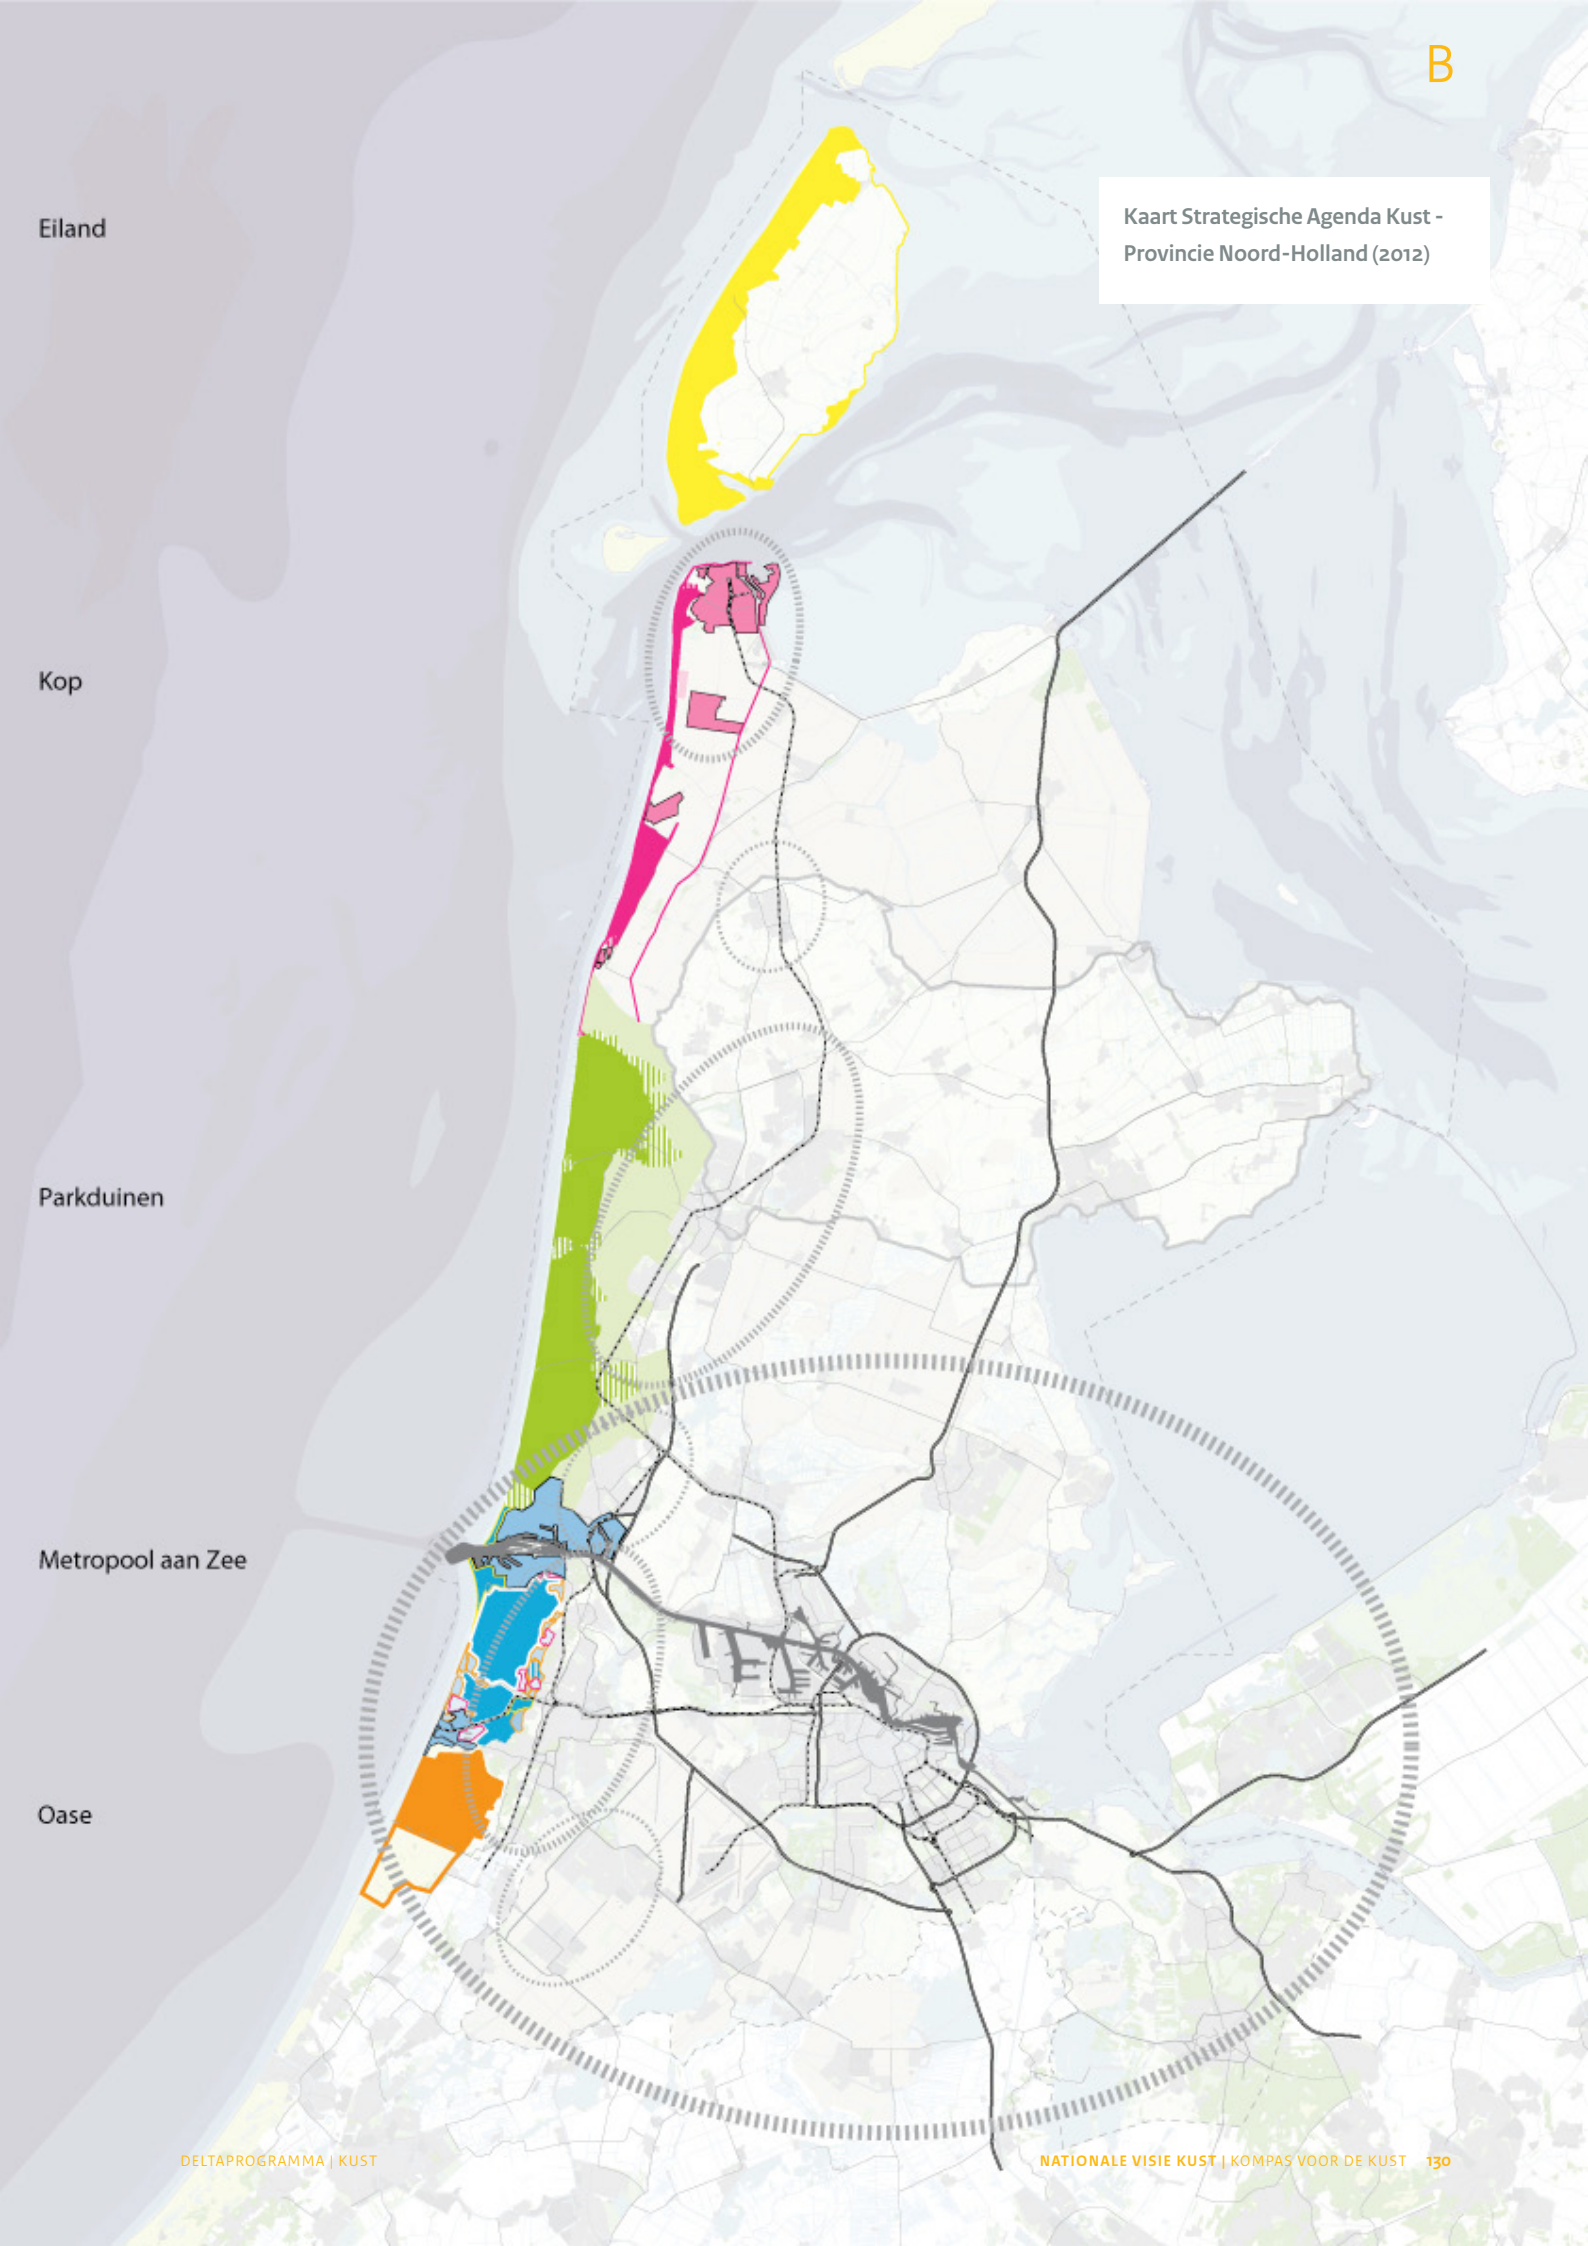 B
Kaart Strategische Agenda Kust -
Provincie Noord-Holland (2012)
Eiland
Kop
Parkduinen
Metropool aan Zee
Oase
DELTAPROGRAMMA | KUST
NATIONALE VISIE KUST | KOMPAS VOOR DE KUST 130